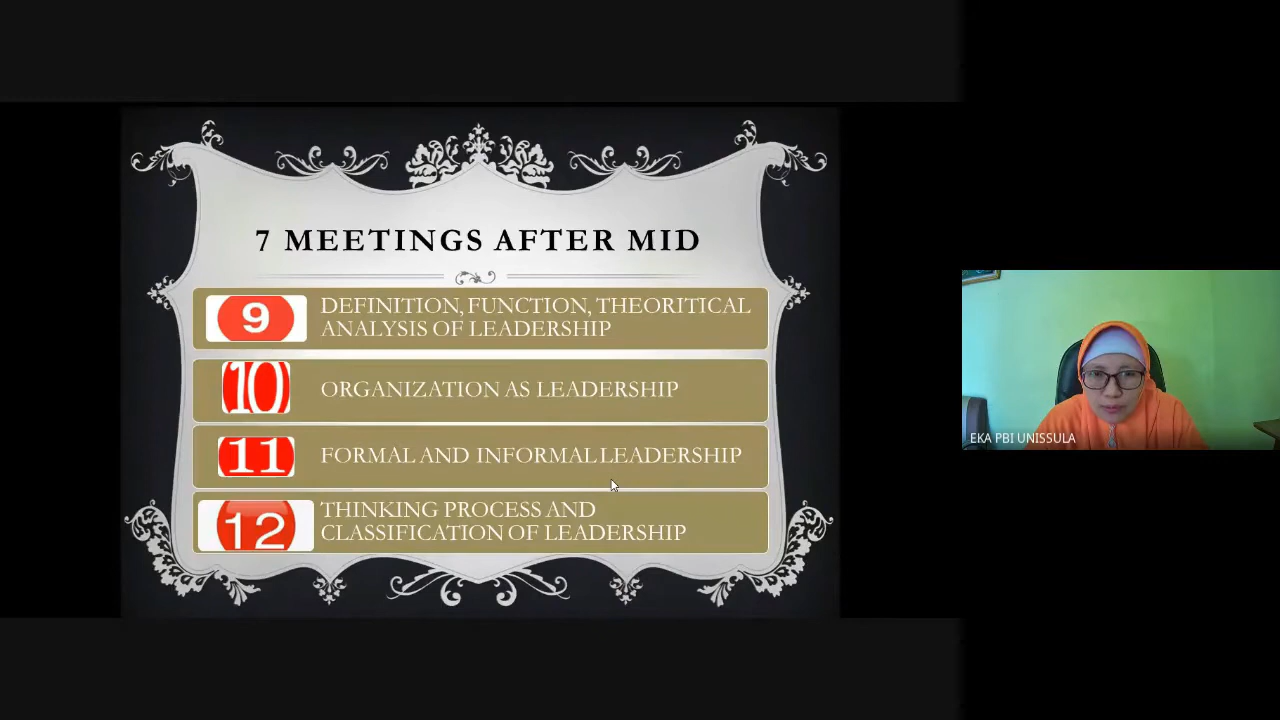 7 MEETINGS AFTER MID
9
DEFINITION, FUNCTION, THEORITICAL
ANALYSIS OF LEADERSHIP
10
ORGANIZATION AS LEADERSHIP
11
FORMAL AND INFORMAL LEADERSHIP
12
THINKING PROCESS AND
CLASSIFICATION OF LEADERSHIP
EKA PBI UNISSULA